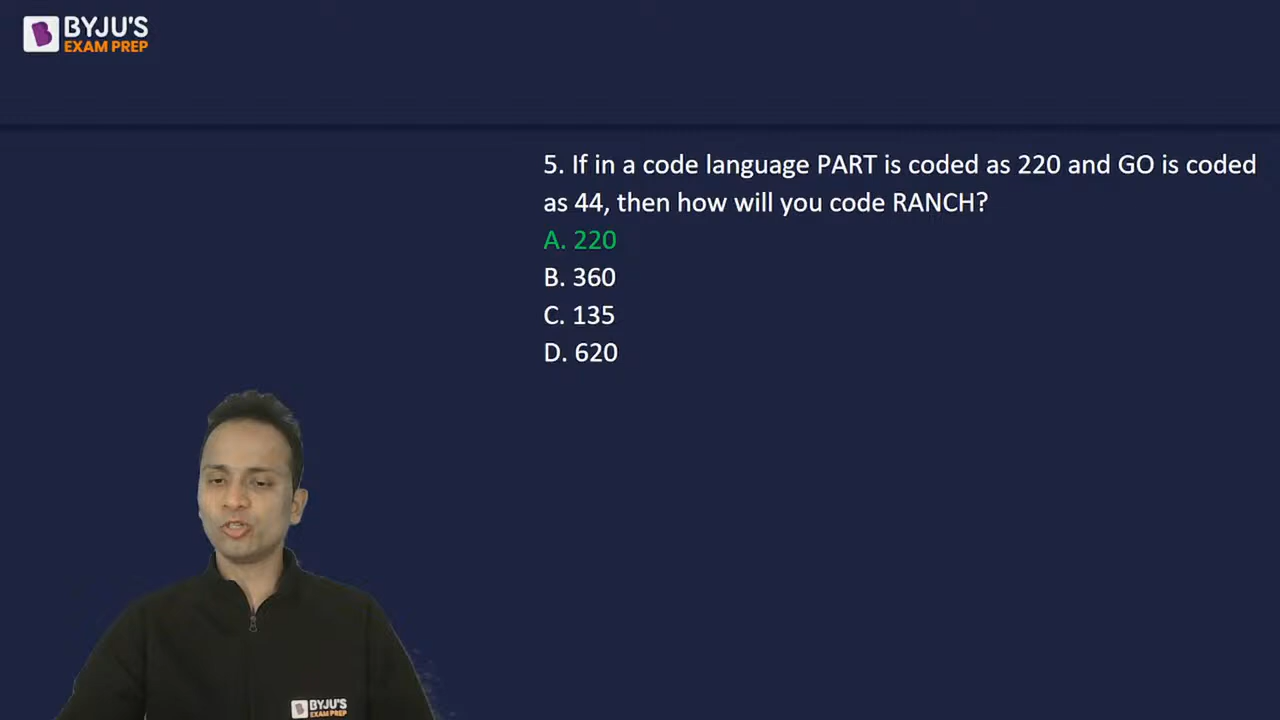 BYJU'S
EXAM PREP
5. If in a code language PART is coded as 220 and GO is coded
as 44, then how will you code RANCH?
A. 220
B. 360
C. 135
D. 620
BYJU'S
EXAM PREP